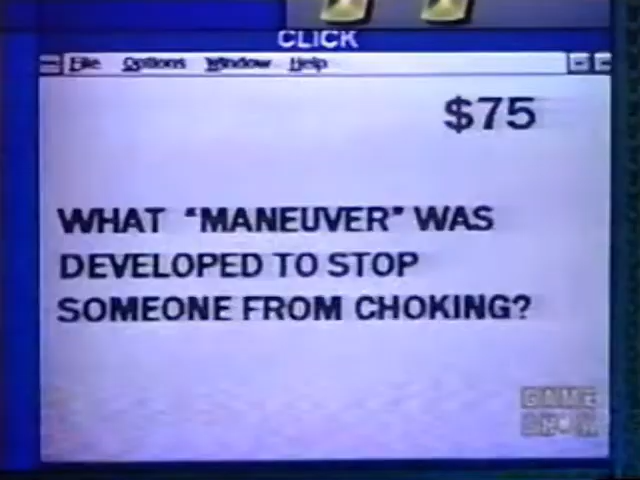 CLICK
File Options Window Help
$75
WHAT "MANEUVER" WAS
DEVELOPED TO STOP
SOMEONE FROM CHOKING?
GAME
SHOW